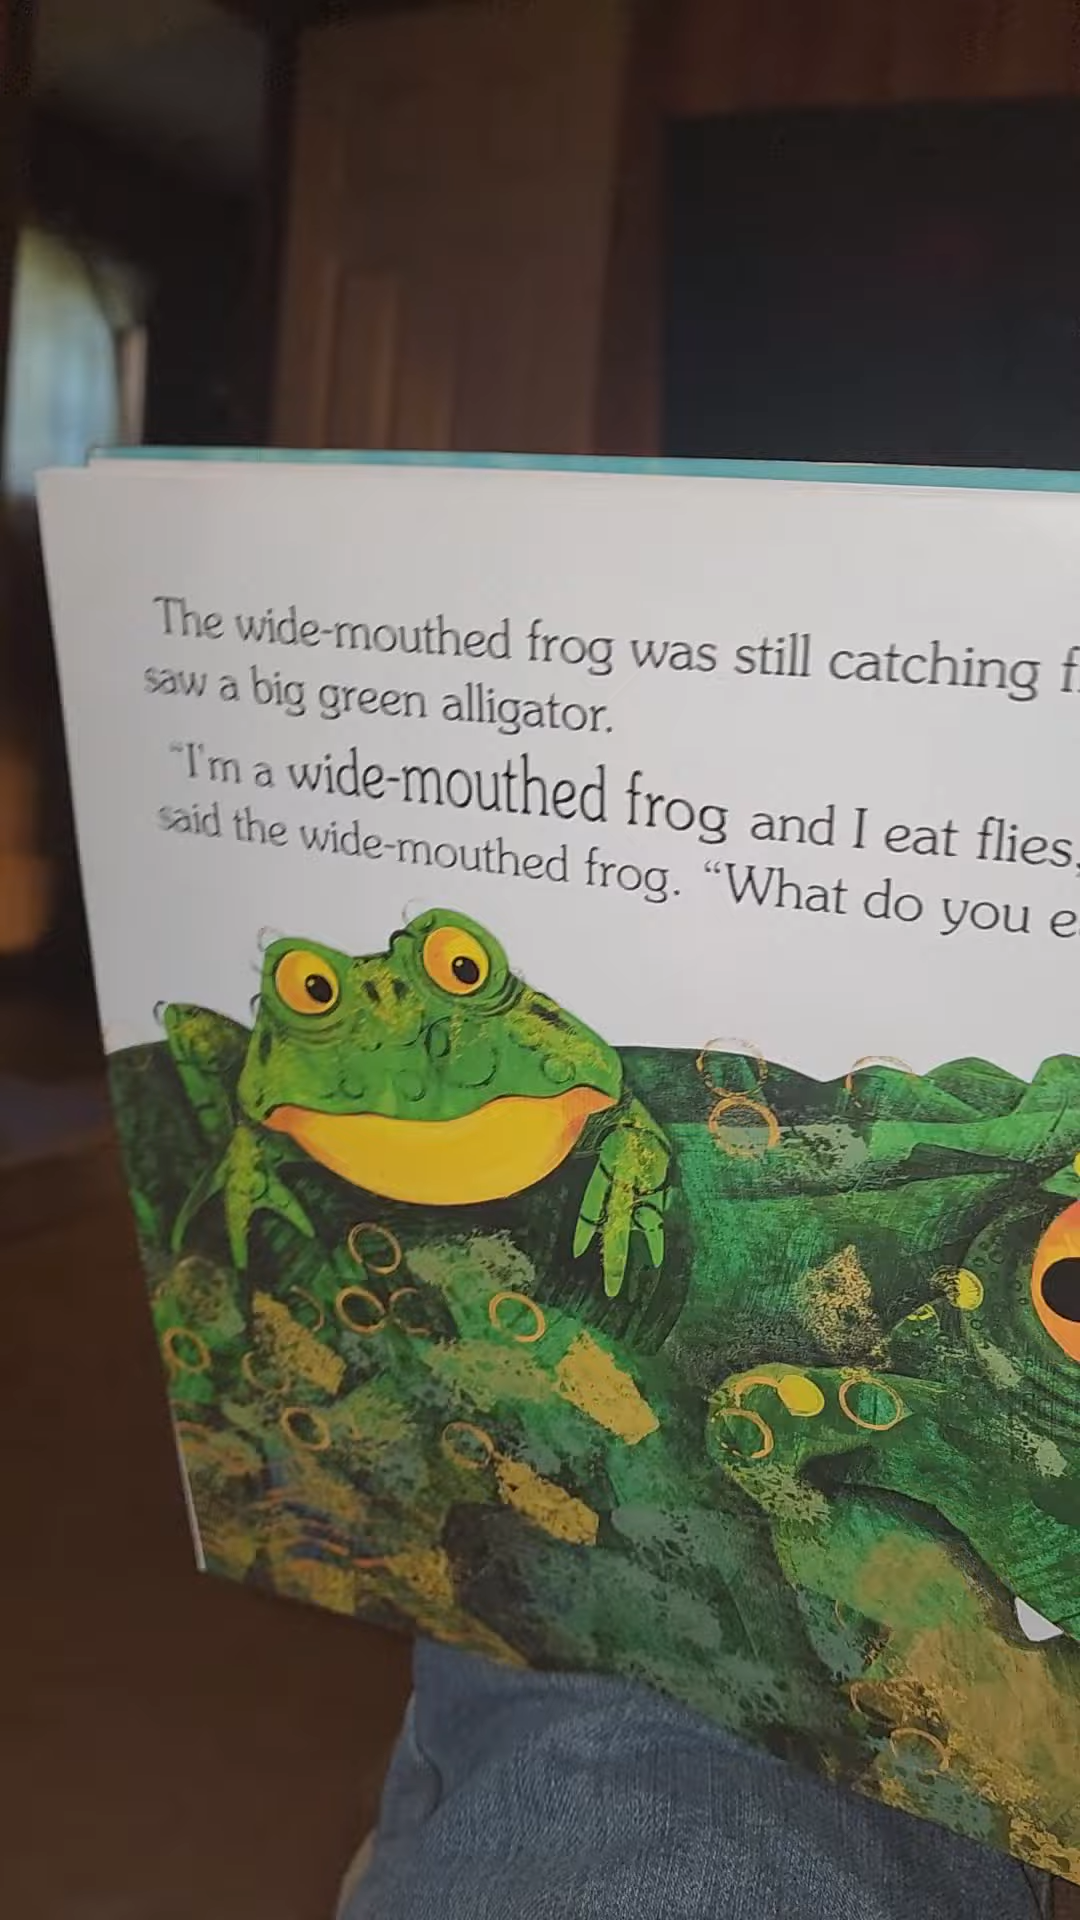 The wide-mouthed frog was still catching
saw a big green alligator.
“I'm a wide-mouthed frog and I eat flies,
said the wide-mouthed frog. “What do you